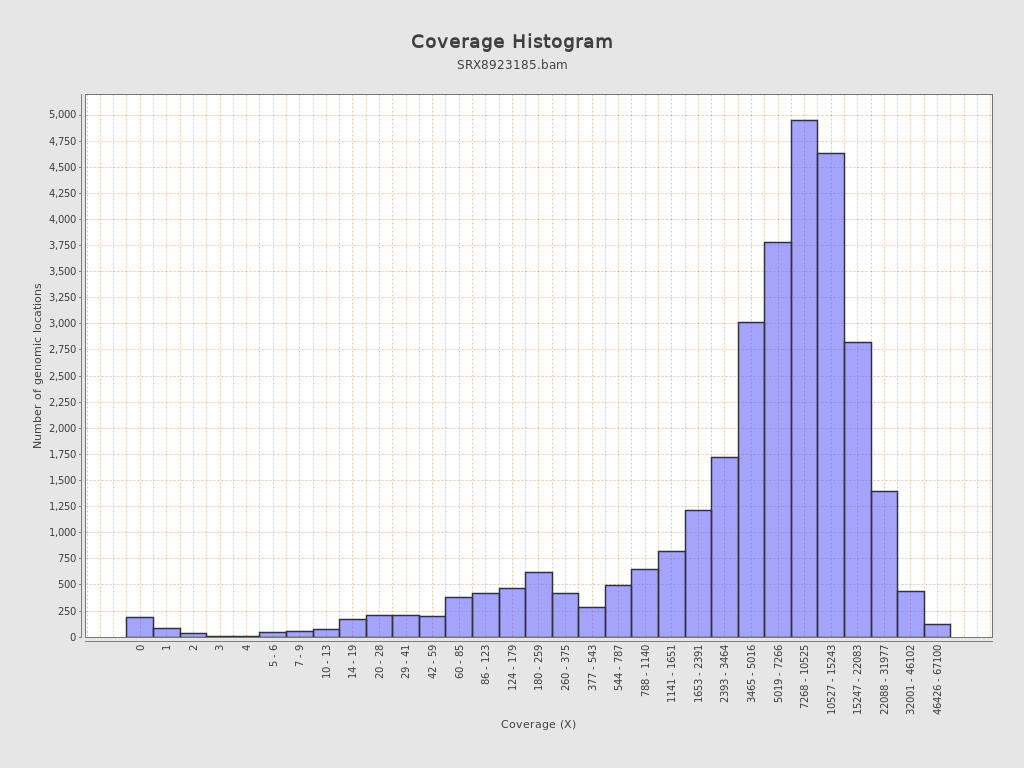 Coverage Histogram
SRX8923185.bam
Number of genomic locations
5,000
4,750
4,500
4,250
4,000
3,750
3,500
3,250
3,000
2,750
2,500
2,250
2,000
1,750
1,500
1,250
1,000
750
500
250
0
0
1
2
3
4
5 - 6
7 - 9
10 - 13
14 - 19
20 - 28
29 - 41
42 - 59
60 - 85
86 - 123
124 - 179
180 - 259
260 - 375
377 - 543
544 - 787
788 - 1140
1141 - 1651
1653 - 2391
2393 - 3464
3465 - 5016
5019 - 7266
7268 - 10525
10527 - 15243
15247 - 22083
22088 - 31977
32001 - 46102
46426 - 67100
Coverage (X)